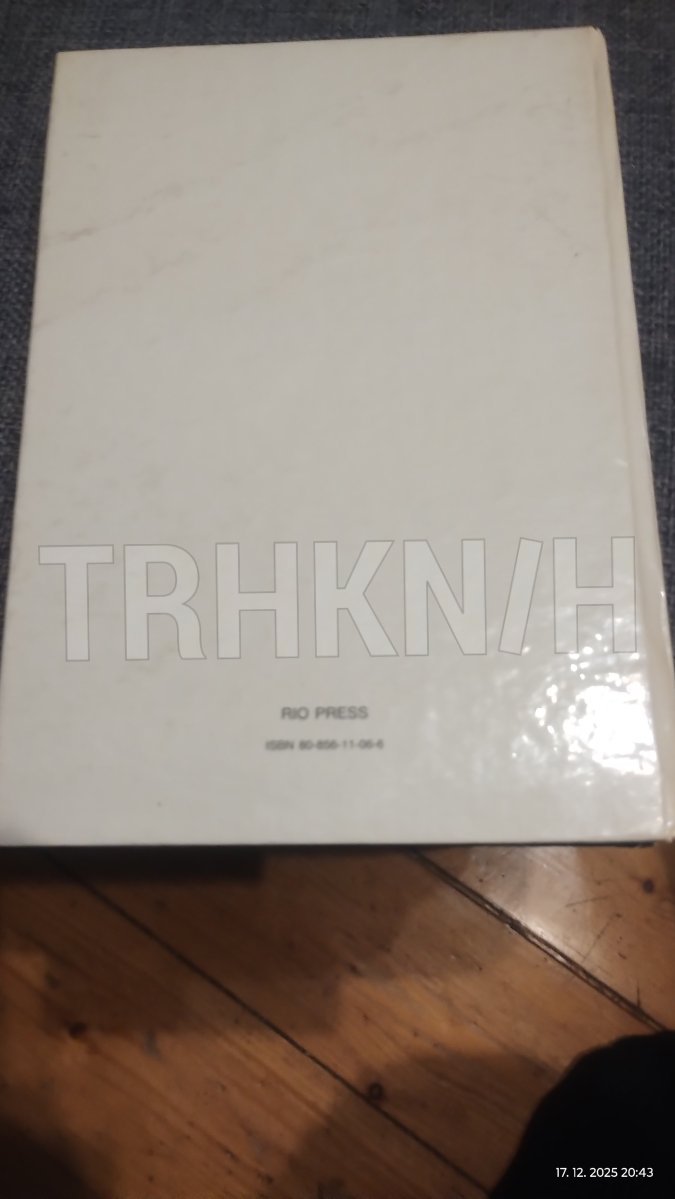 TRHKN/H
RIO PRESS
ISBN 80-856-11-06-6
17. 12. 2025 20:43